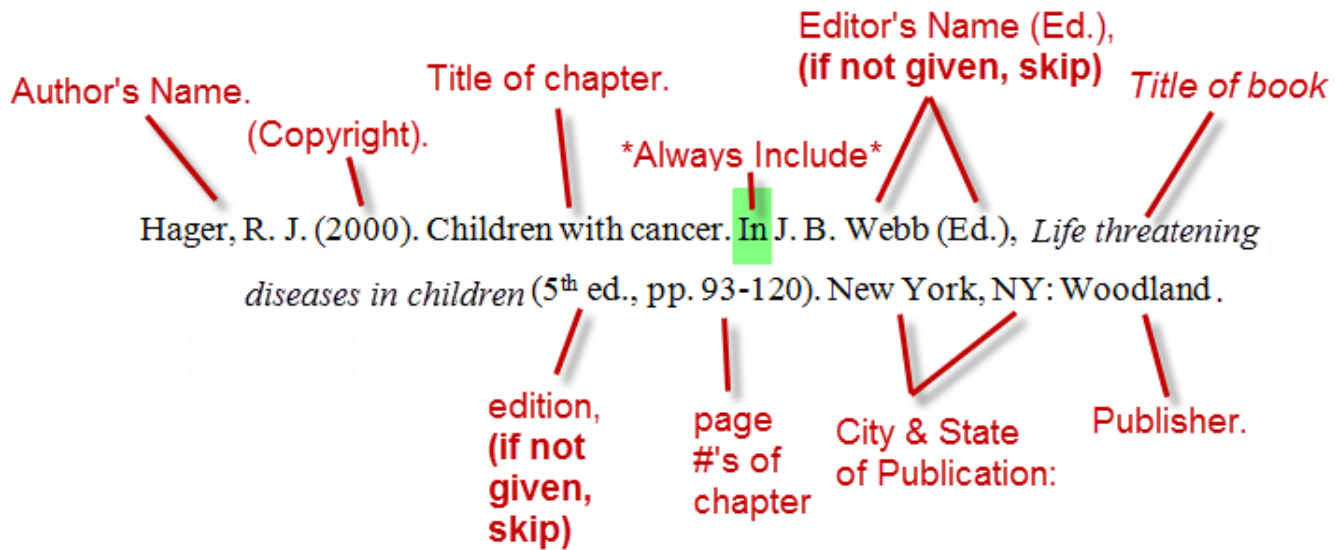 Editor's Name (Ed.),
(if not given, skip)
Title of chapter.
Title of book
Author's Name.
(Copyright).
*Always Include*
Hager, R. J. (2000). Children with cancer. In J. B. Webb (Ed.), Life threatening
diseases in children (5th ed., pp. 93-120). New York, NY: Woodland.
edition,
(if not
given,
skip)
page
#'s of
chapter
City & State
of Publication:
Publisher.